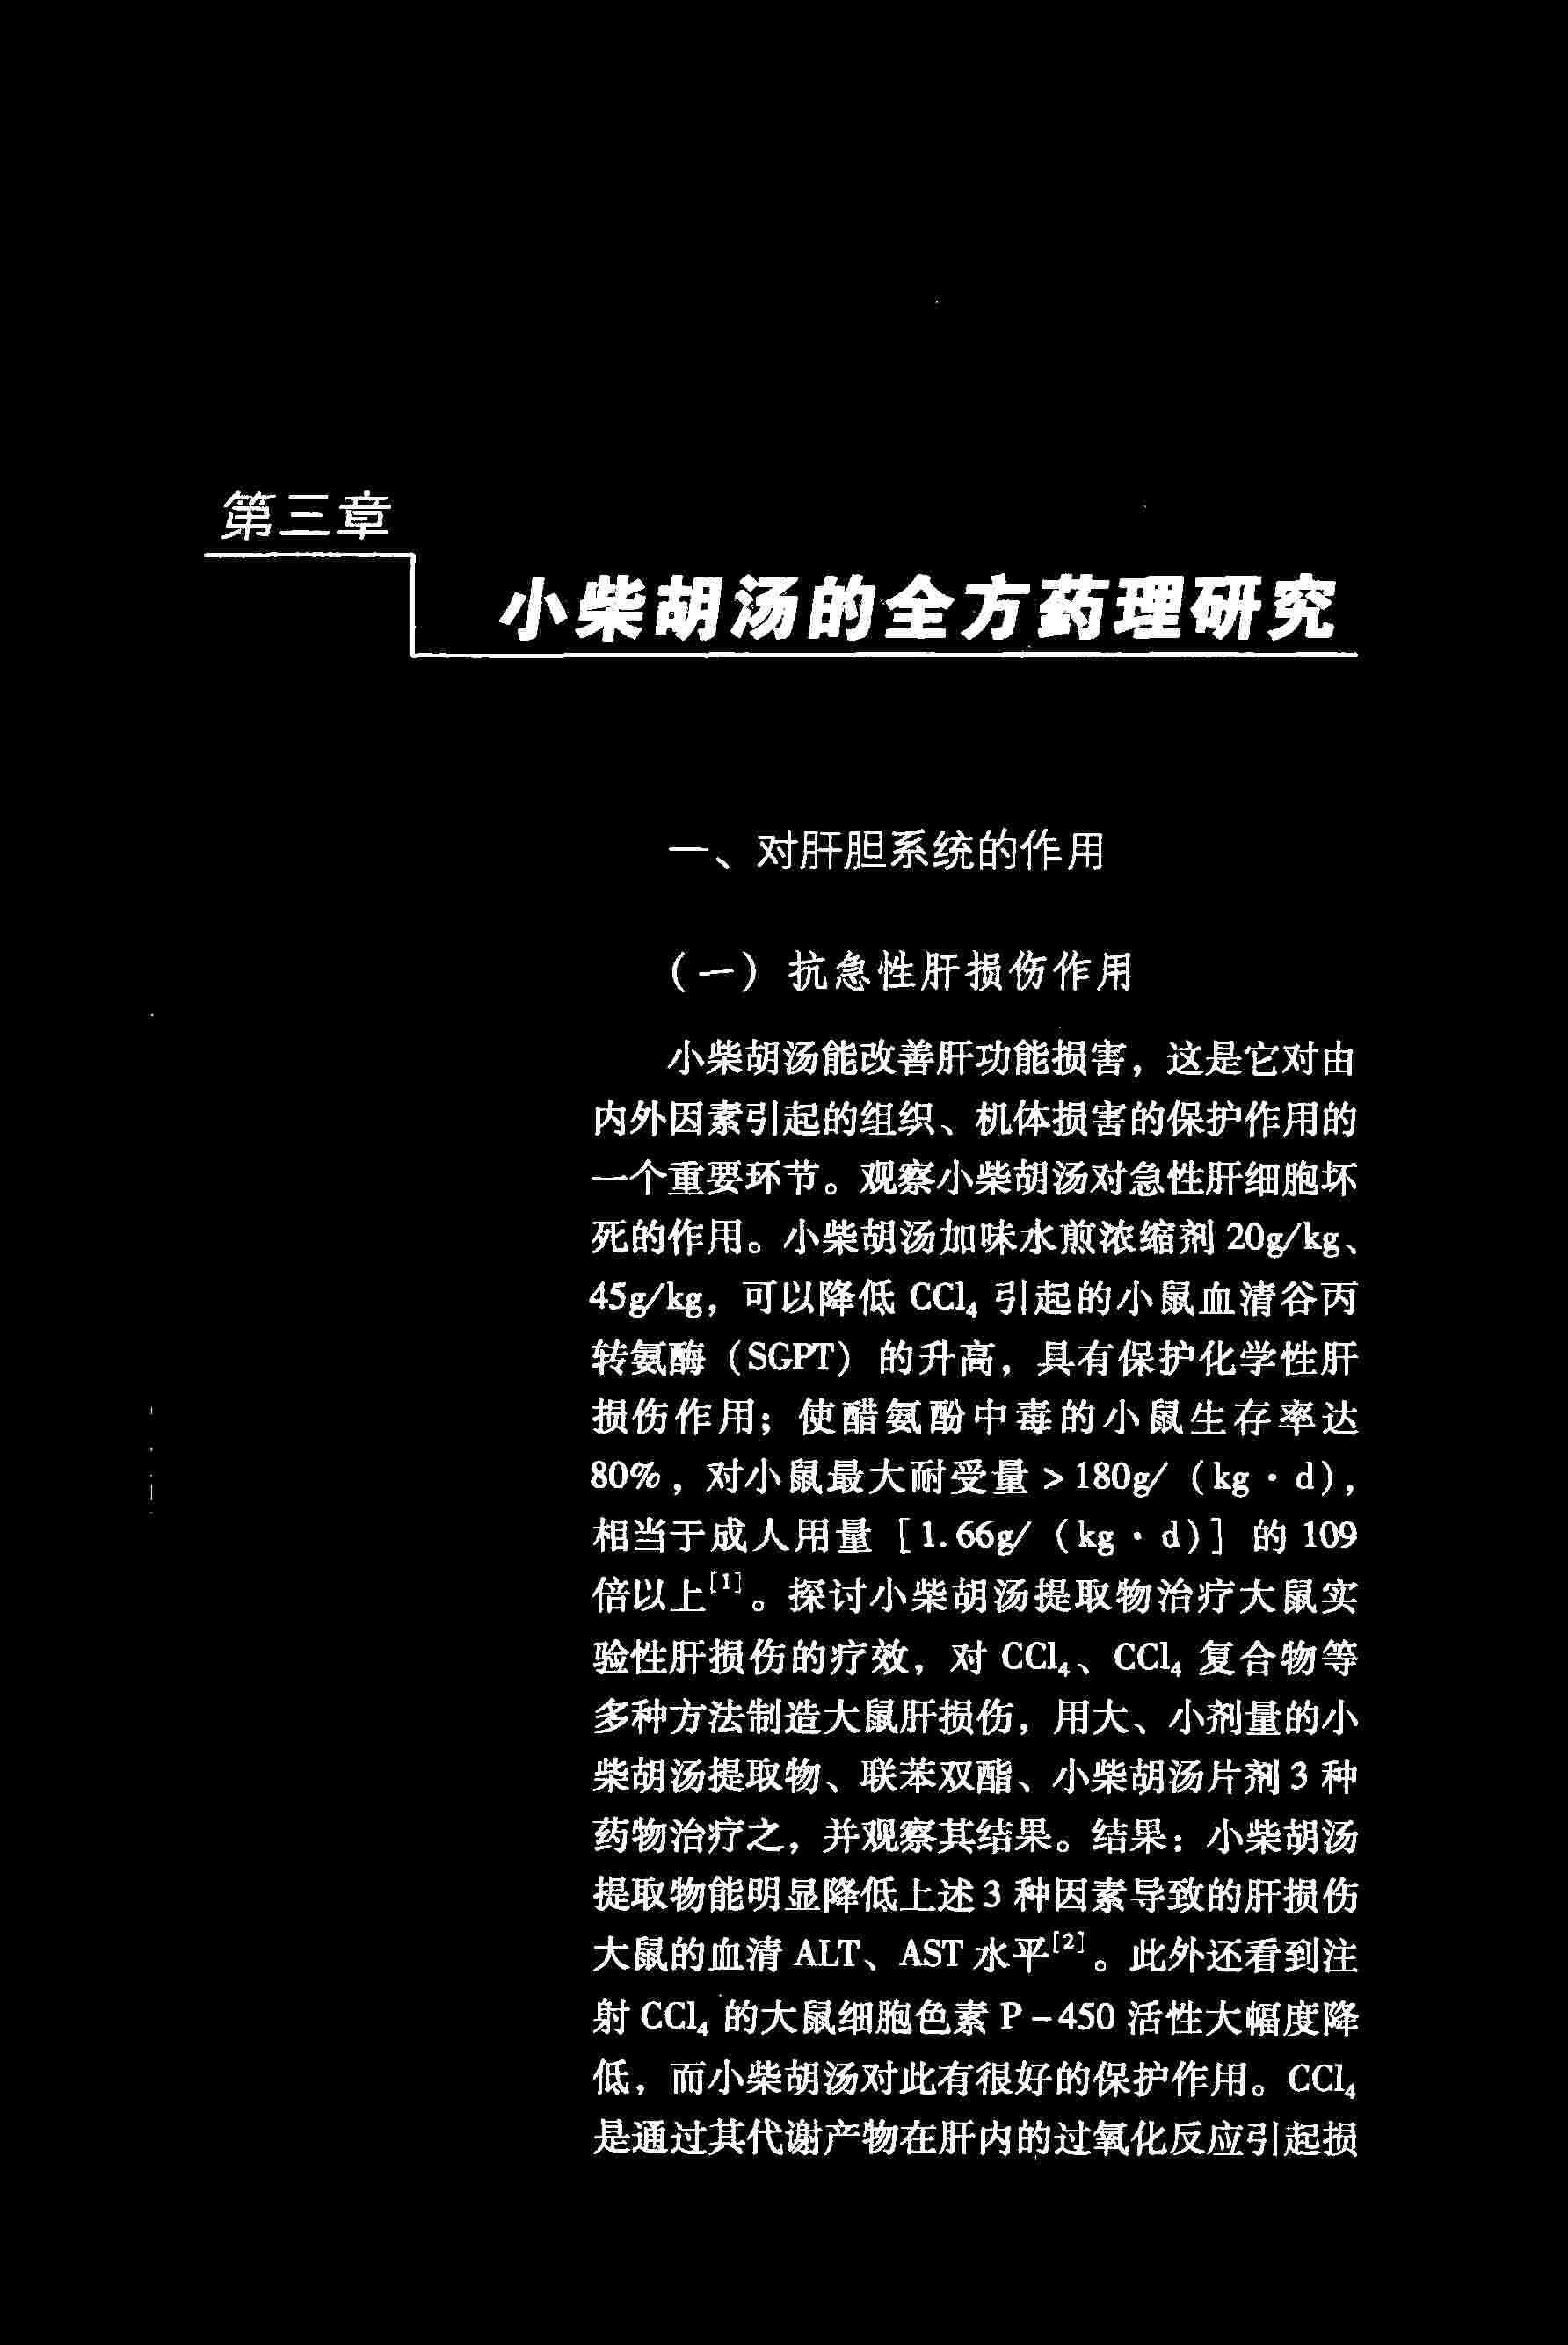 第三章
小柴胡汤的全方药理研究
一、对肝胆系统的作用
(一) 抗急性肝损伤作用
小柴胡汤能改善肝功能损害，这是它对由
内外因素引起的组织、机体损害的保护作用的
一个重要环节。观察小柴胡汤对急性肝细胞坏
死的作用。小柴胡汤加味水煎浓缩剂 20g/kg、
45g/kg，可以降低 CCl₄ 引起的小鼠血清谷丙
转氨酶（SGPT）的升高，具有保护化学性肝
损伤作用；使醋氨酚中毒的小鼠生存率达
80%，对小鼠最大耐受量 > 180g/（kg·d），
相当于成人用量［1.66g/（kg·d）］的 109
倍以上[1]。探讨小柴胡汤提取物治疗大鼠实
验性肝损伤的疗效，对 CCl₄、CCl₄ 复合物等
多种方法制造大鼠肝损伤，用大、小剂量的小
柴胡汤提取物、联苯双酯、小柴胡汤片剂 3 种
药物治疗之，并观察其结果。结果：小柴胡汤
提取物能明显降低上述 3 种因素导致的肝损伤
大鼠的血清 ALT、AST 水平[2]。此外还看到注
射 CCl₄ 的大鼠细胞色素 P-450 活性大幅度降
低，而小柴胡汤对此有很好的保护作用。CCl₄
是通过其代谢产物在肝内的过氧化反应引起损